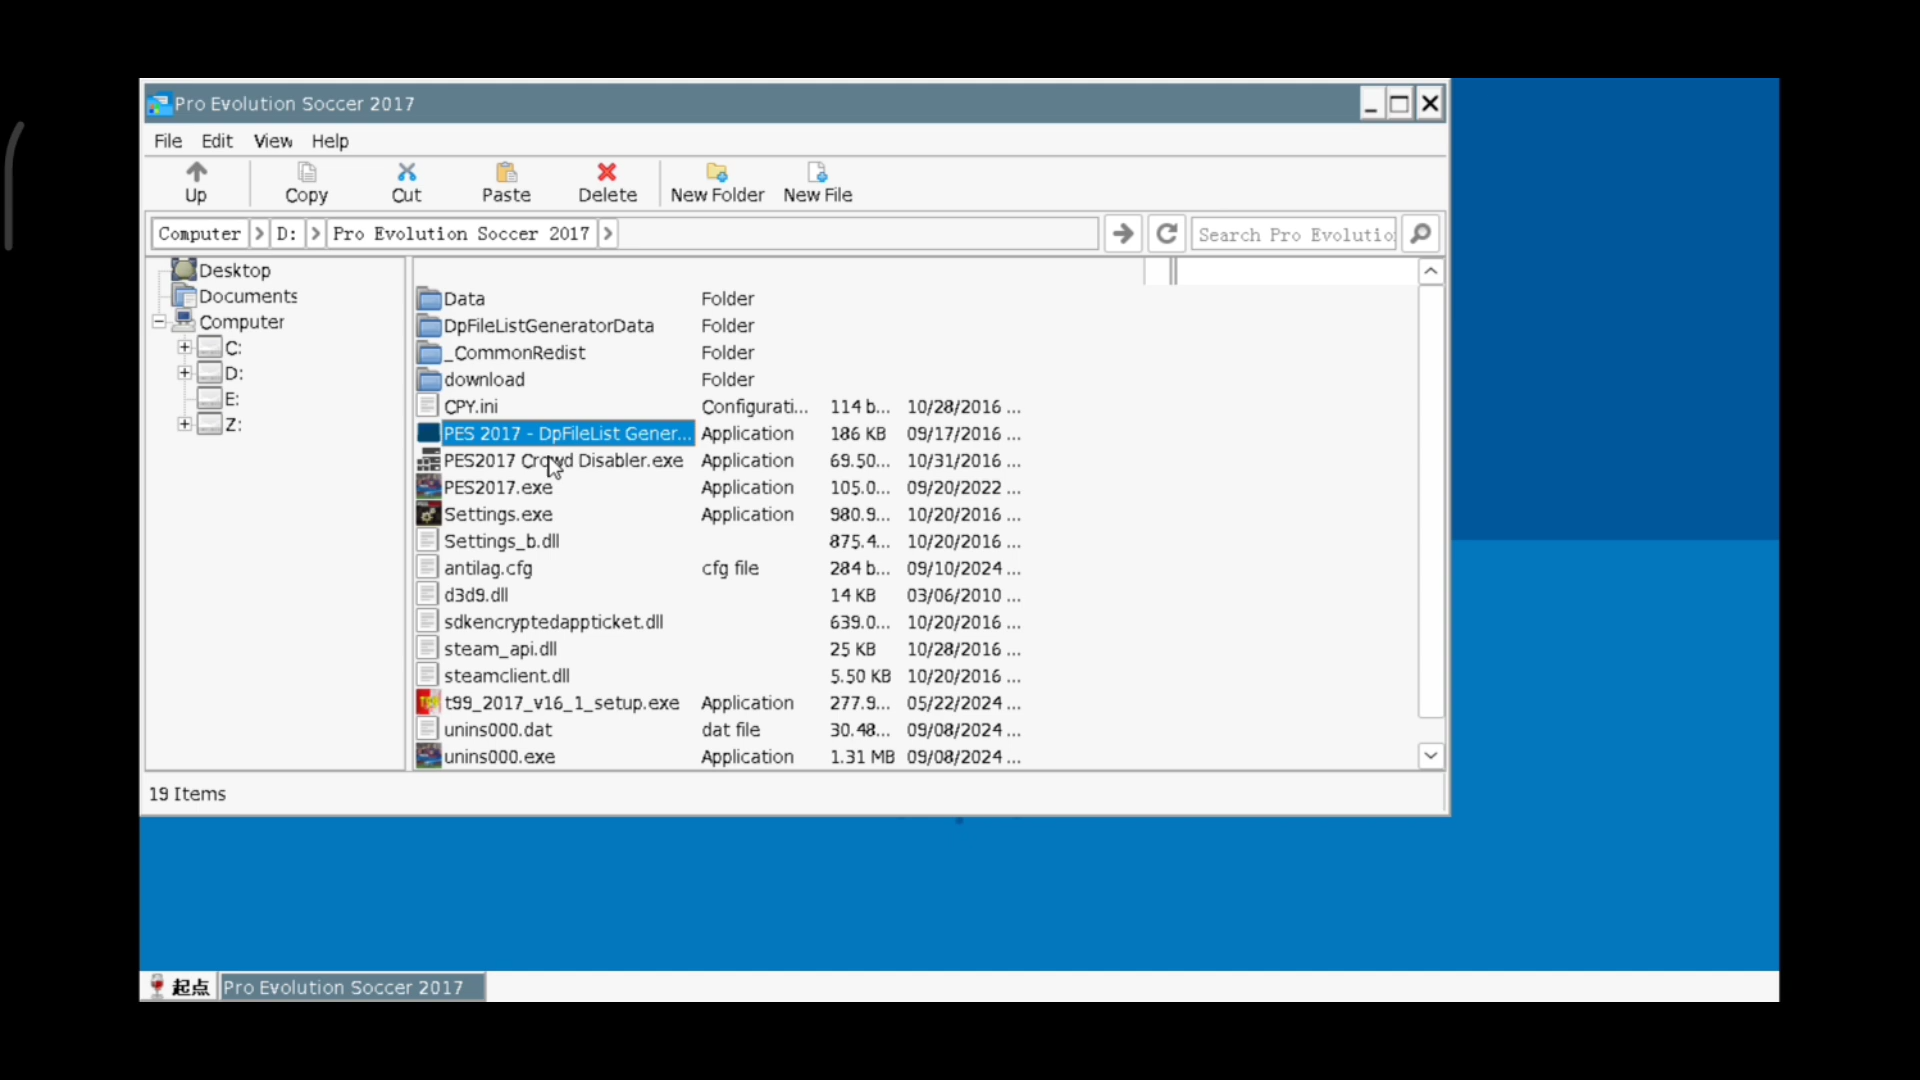 Pro Evolution Soccer 2017
File Edit View Help
Up Copy Cut Paste Delete New Folder New File
Computer D: Pro Evolution Soccer 2017 Search Pro Evolutio
Desktop
Documents
Computer
C:
D:
E:
Z:
Data Folder
DpFileListGeneratorData Folder
_CommonRedist Folder
download Folder
CPY.ini Configurati... 114 b... 10/28/2016 ...
PES 2017 - DpFileList Gener... Application 186 KB 09/17/2016 ...
PES2017 Crowd Disabler.exe Application 69.50... 10/31/2016 ...
PES2017.exe Application 105.0... 09/20/2022 ...
Settings.exe Application 980.9... 10/20/2016 ...
Settings_b.dll 875.4... 10/20/2016 ...
antilag.cfg cfg file 284 b... 09/10/2024 ...
d3d9.dll 14 KB 03/06/2010 ...
sdkencryptedappticket.dll 639.0... 10/20/2016 ...
steam_api.dll 25 KB 10/28/2016 ...
steamclient.dll 5.50 KB 10/20/2016 ...
t99_2017_v16_1_setup.exe Application 277.9... 05/22/2024 ...
unins000.dat dat file 30.48... 09/08/2024 ...
unins000.exe Application 1.31 MB 09/08/2024 ...
19 Items
起点 Pro Evolution Soccer 2017